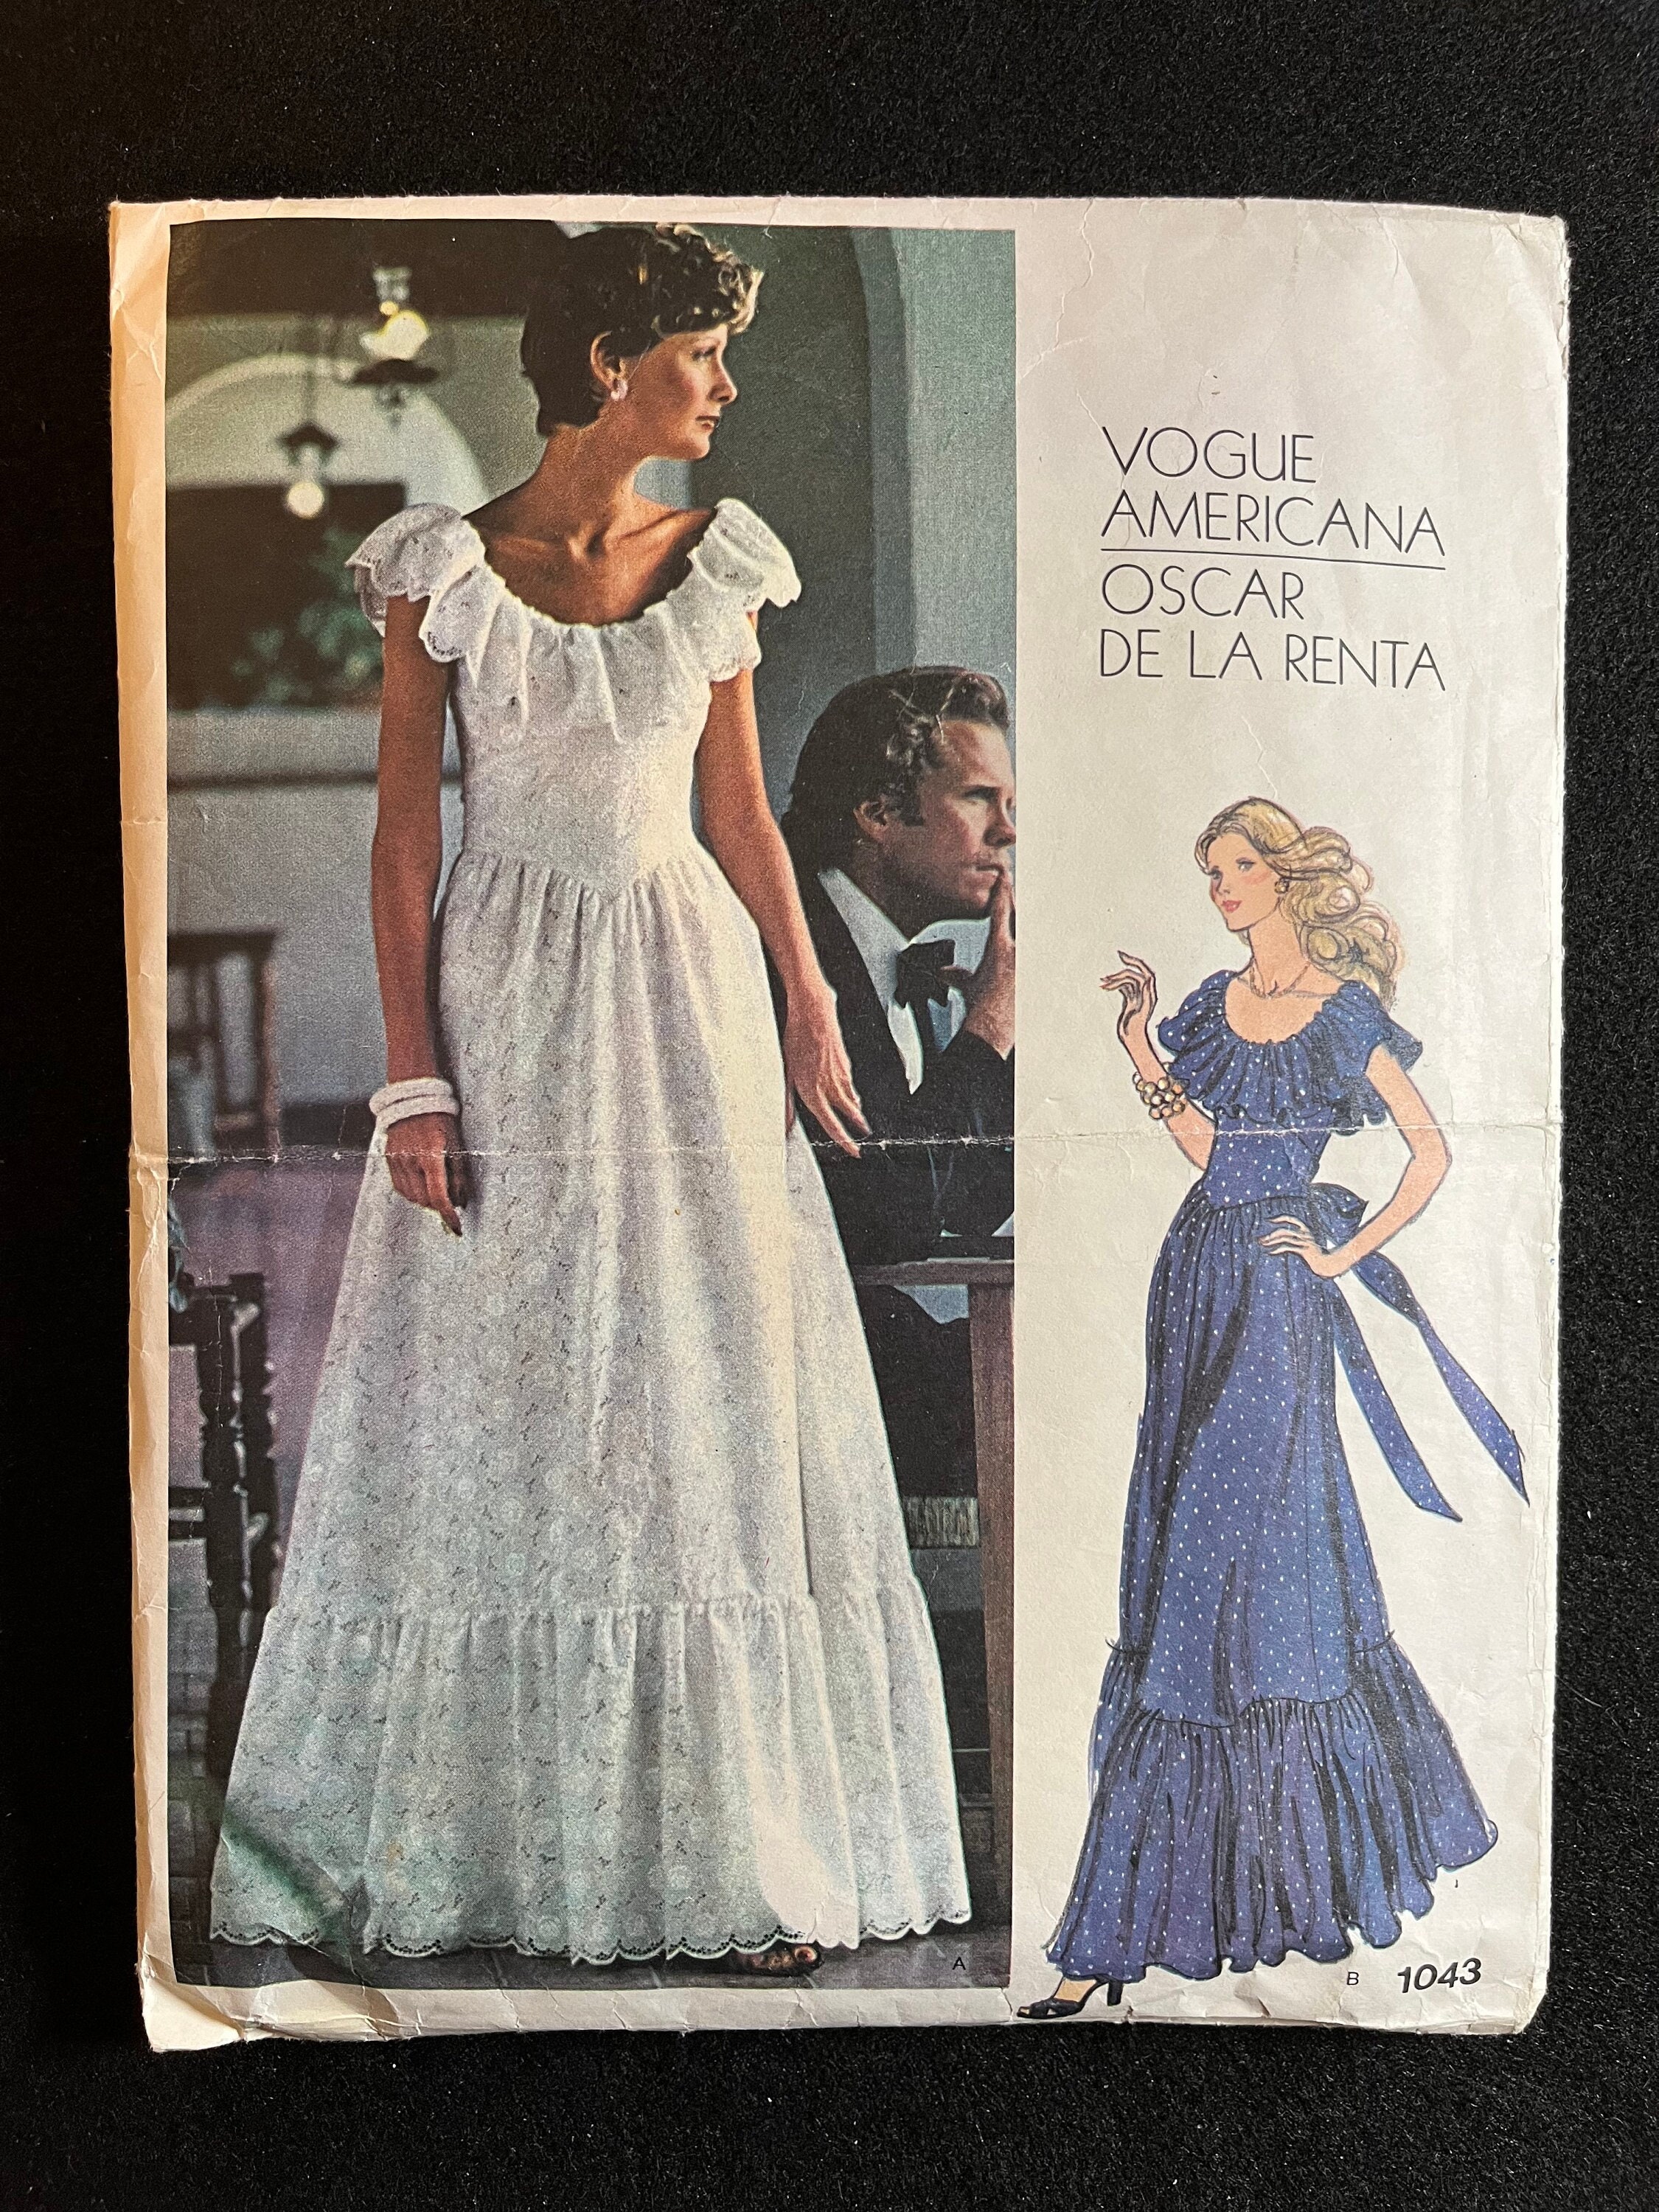 VOGUE
AMERICANA
OSCAR
DE LA RENTA
A
B 1043